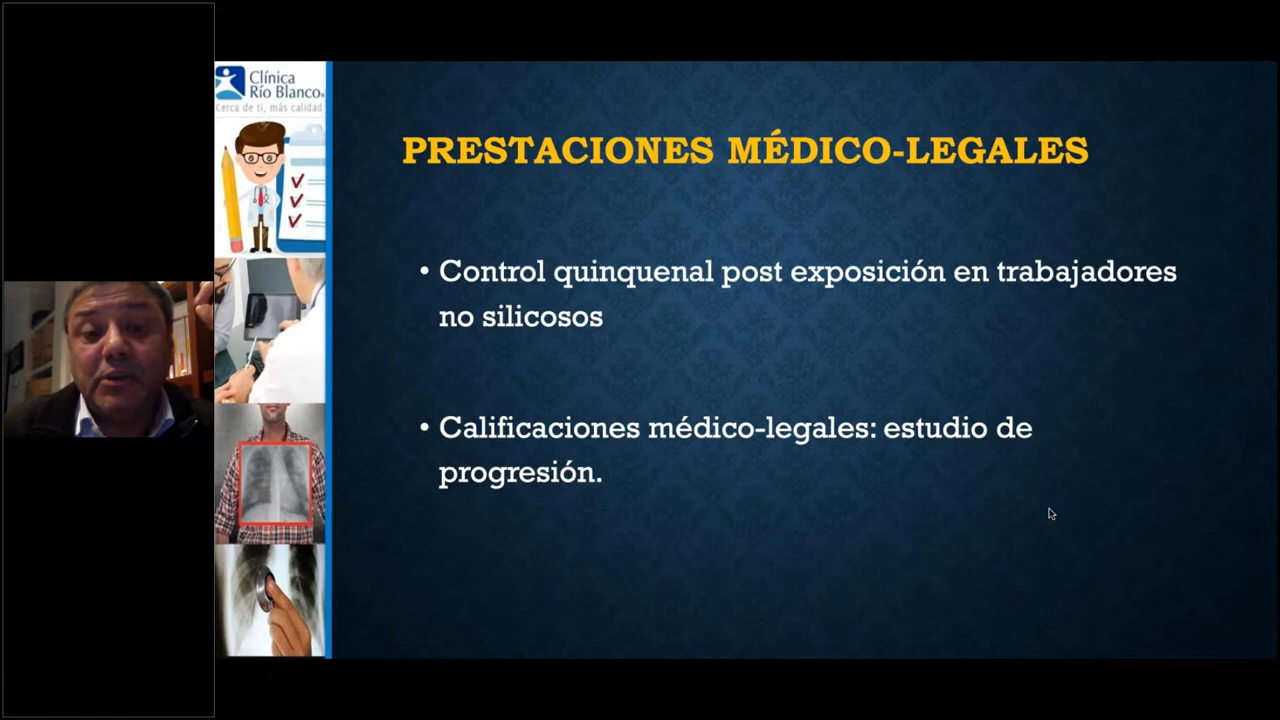 Clínica
Río Blanco
Cerca de ti, más calidad
PRESTACIONES MÉDICO-LEGALES
• Control quinquenal post exposición en trabajadores
no silicosos
• Calificaciones médico-legales: estudio de
progresión.